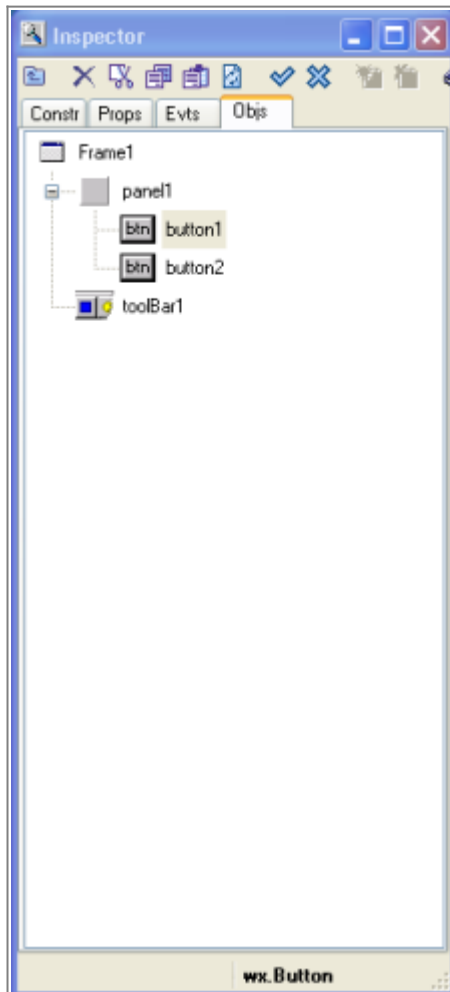 Inspector
Constr Props Evts Objs
Frame1
panel1
btn button1
btn button2
toolBar1
wx.Button